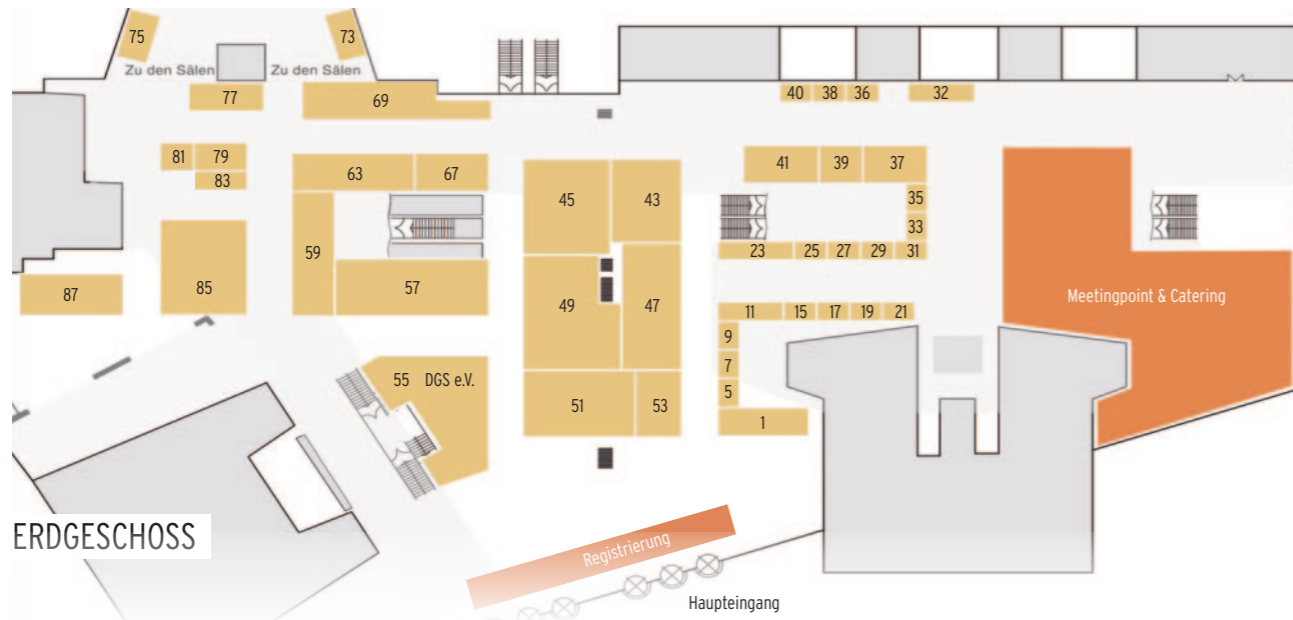 75
73
Zu den Sälen
Zu den Sälen
77
69
40 38 36 32
81 79
83
63 67
45 43
41 39 37
35
33
59
23 25 27 29 31
87
85
57
49
47
Meetingpoint & Catering
11 15 17 19 21
9
7
5
1
55 DGS e.V.
51 53
ERDGESCHOSS
Registrierung
Haupteingang